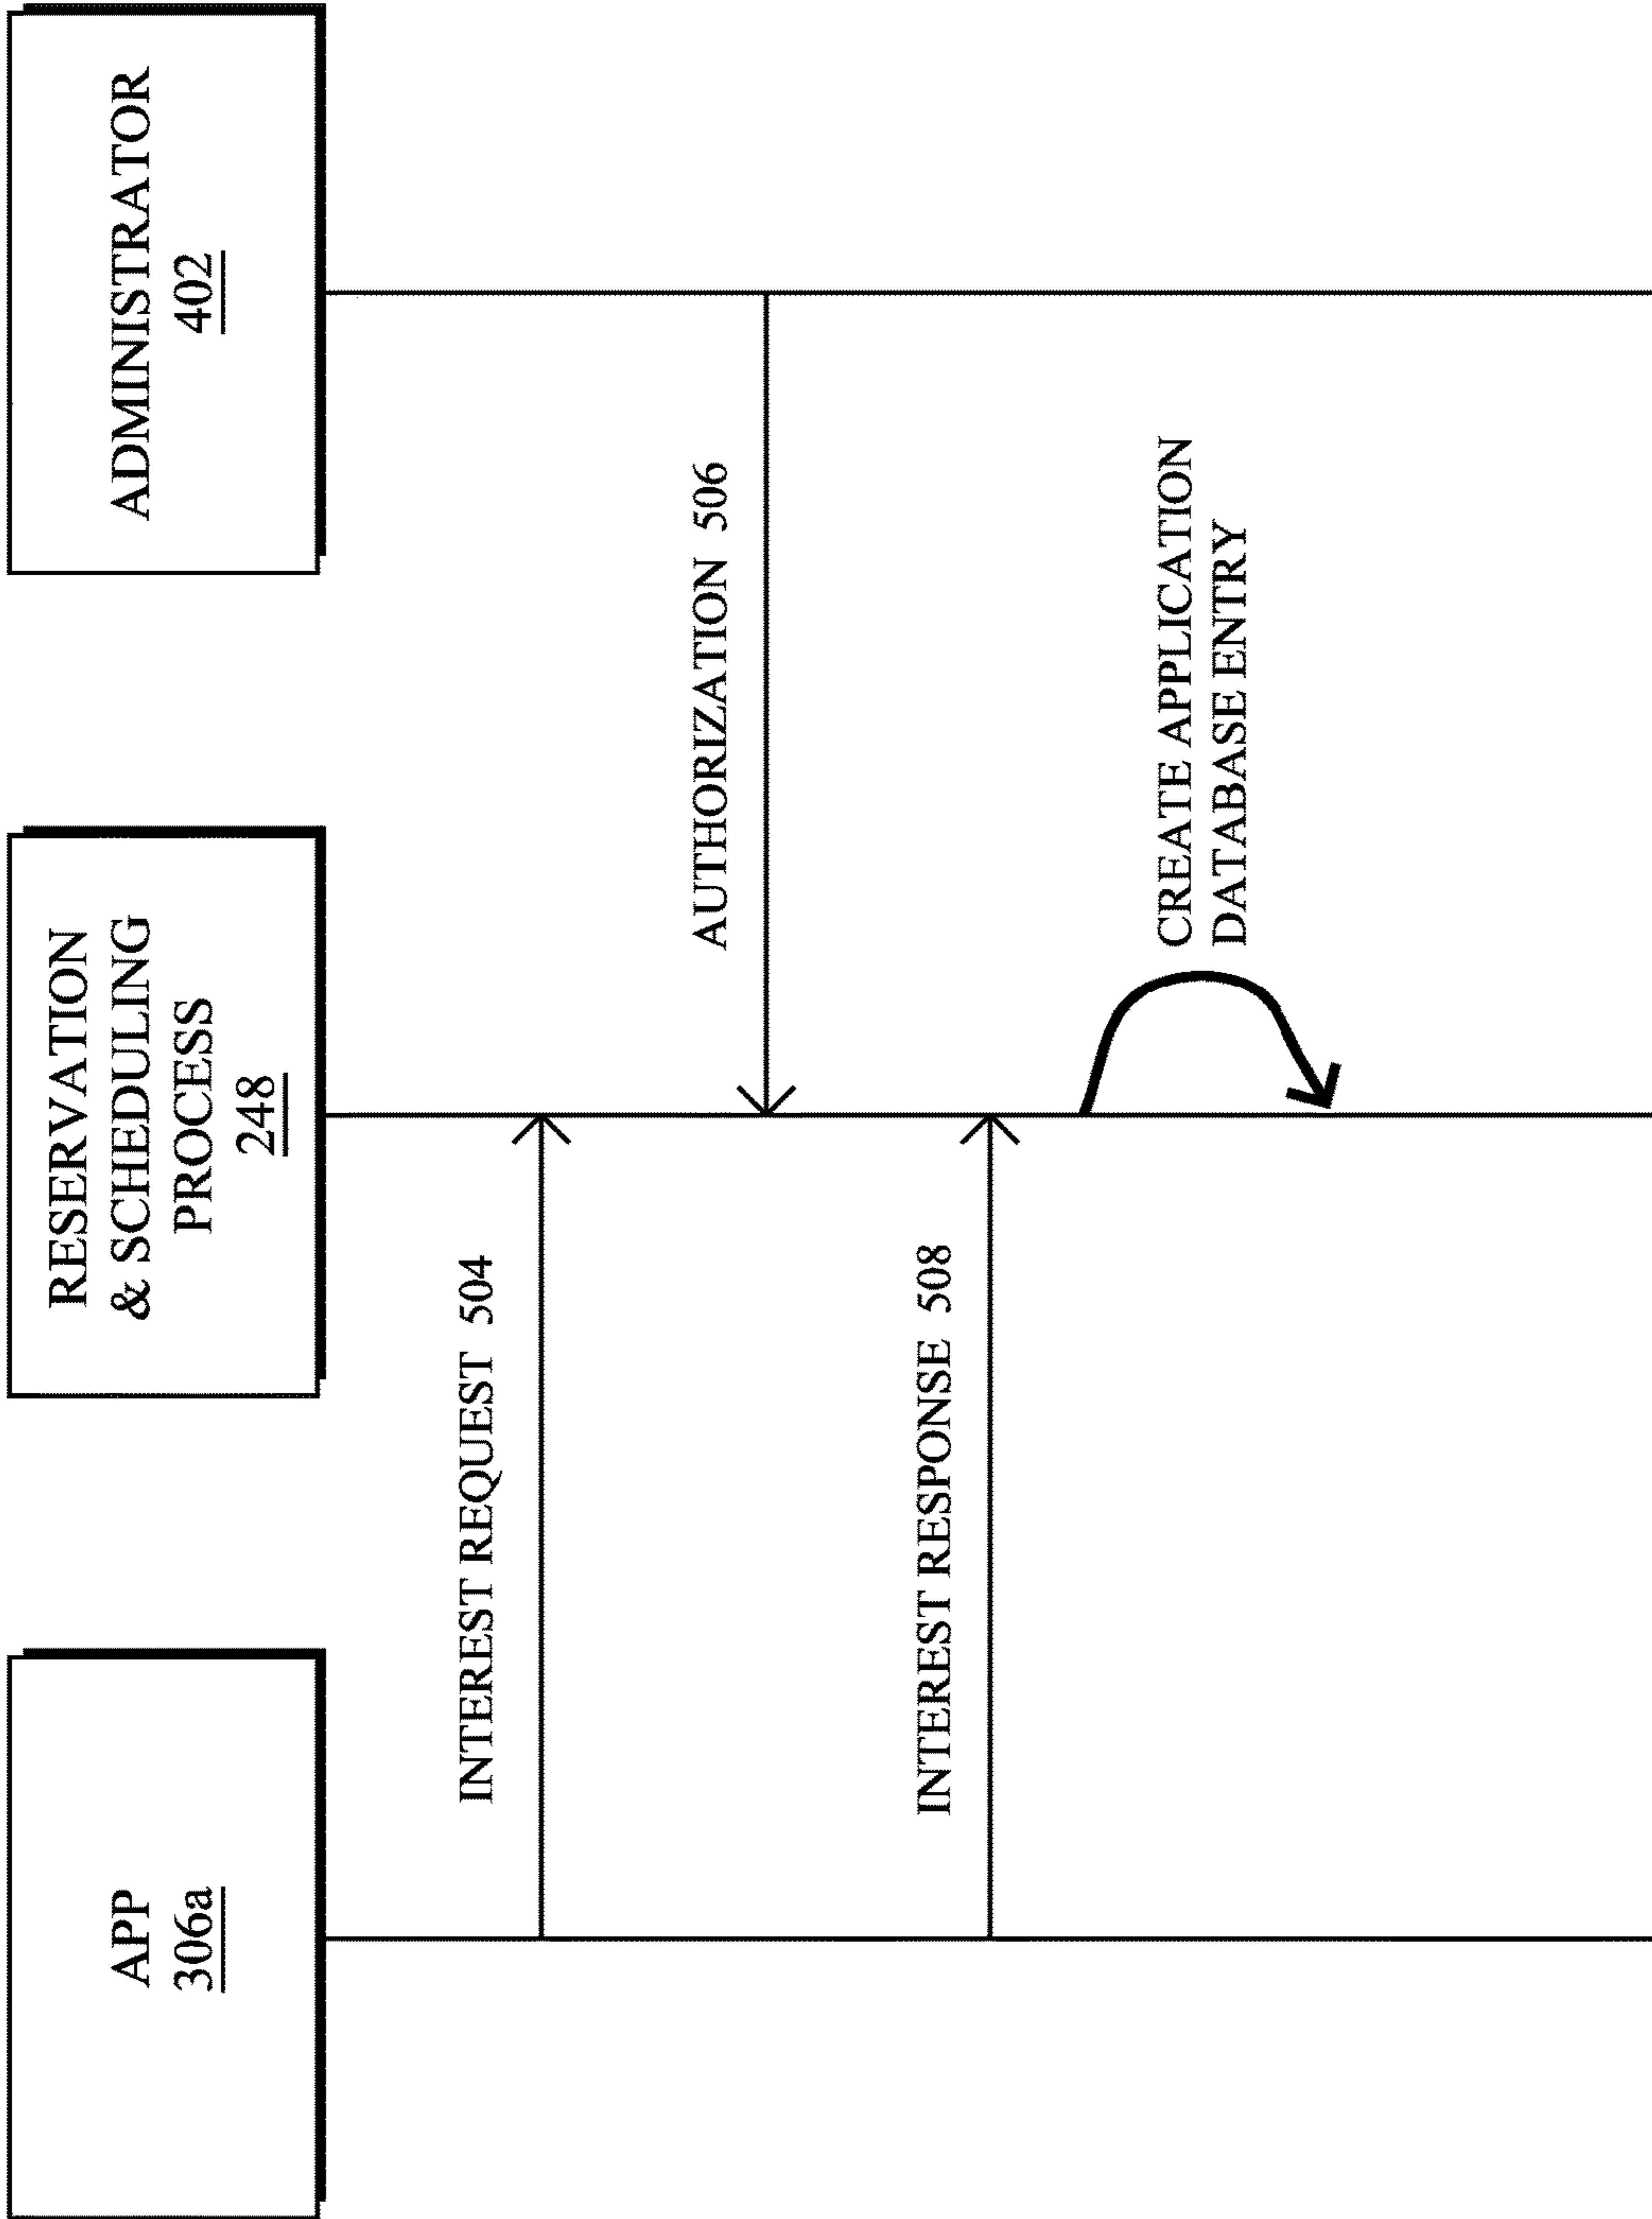 APP
306a
RESERVATION
& SCHEDULING
PROCESS
248
ADMINISTRATOR
402
INTEREST REQUEST 504
AUTHORIZATION 506
INTEREST RESPONSE 508
CREATE APPLICATION
DATABASE ENTRY